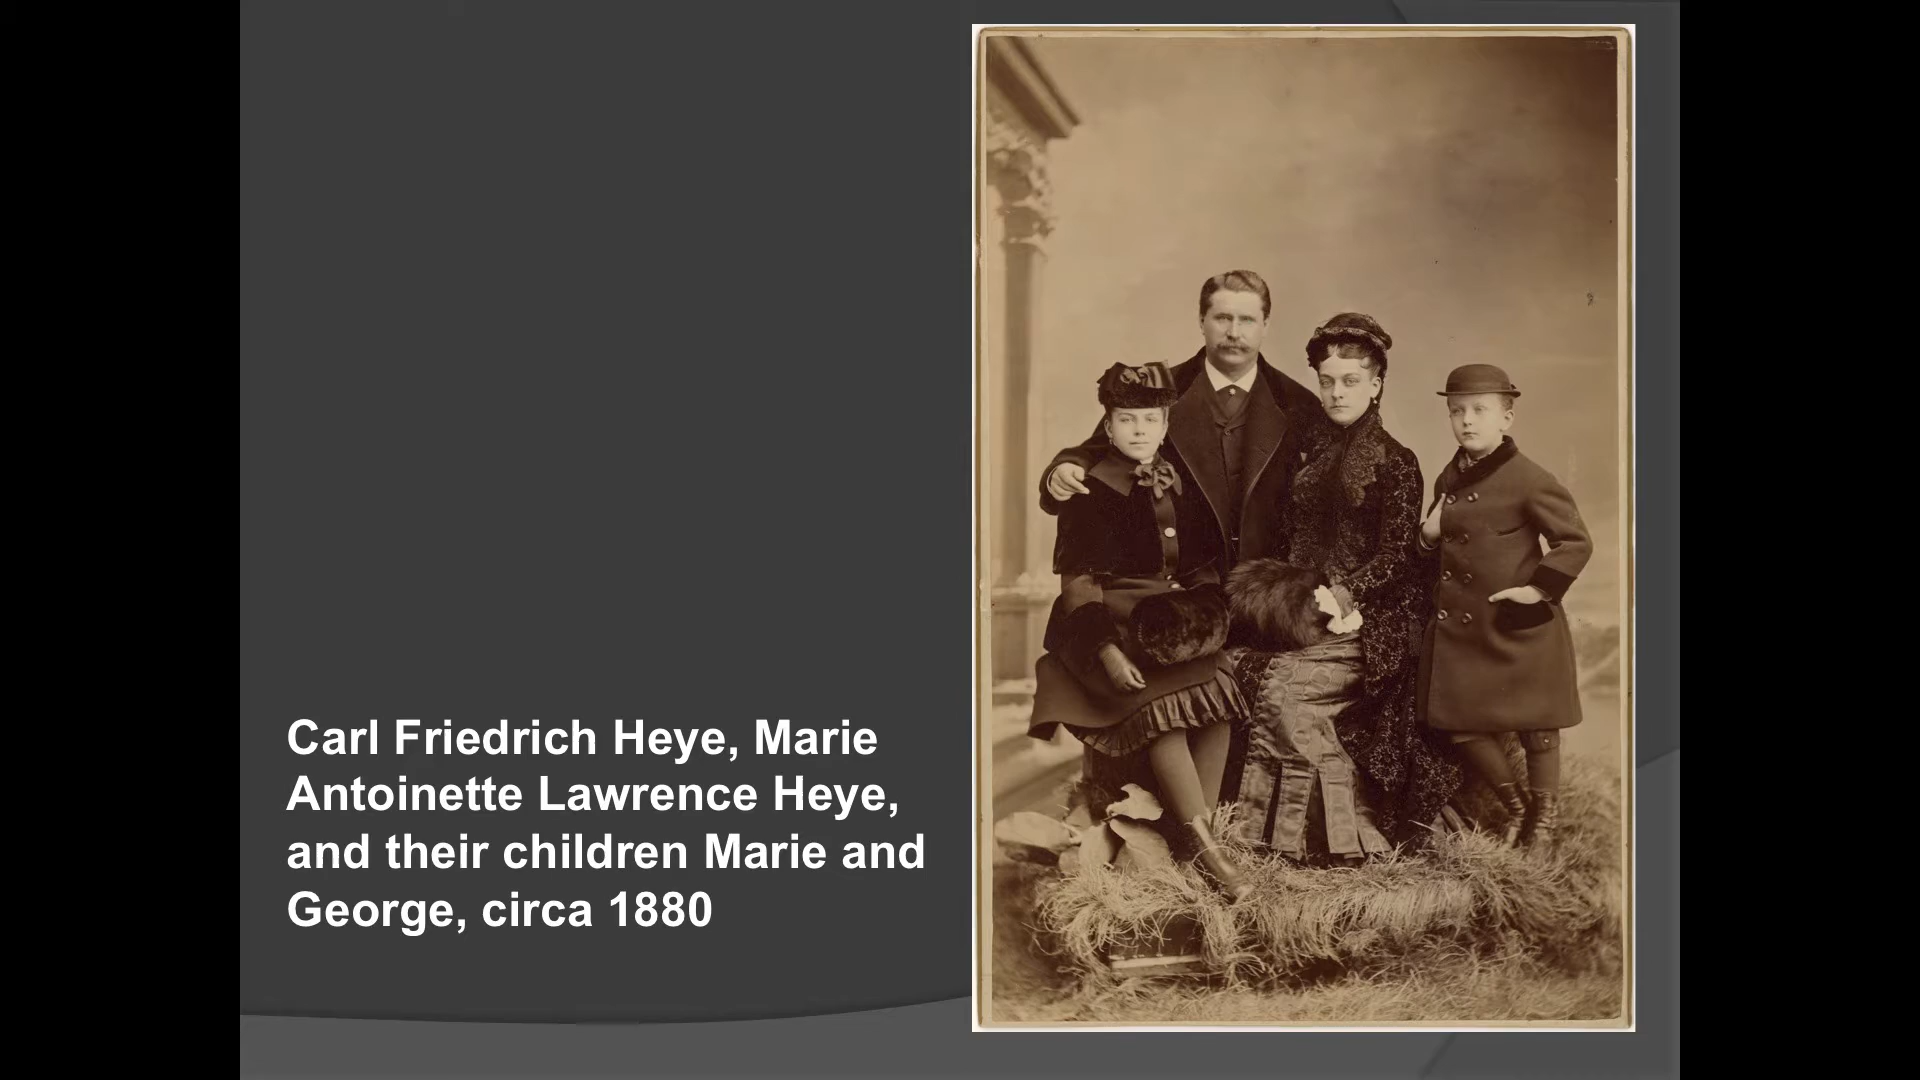 Carl Friedrich Heye, Marie
Antoinette Lawrence Heye,
and their children Marie and
George, circa 1880